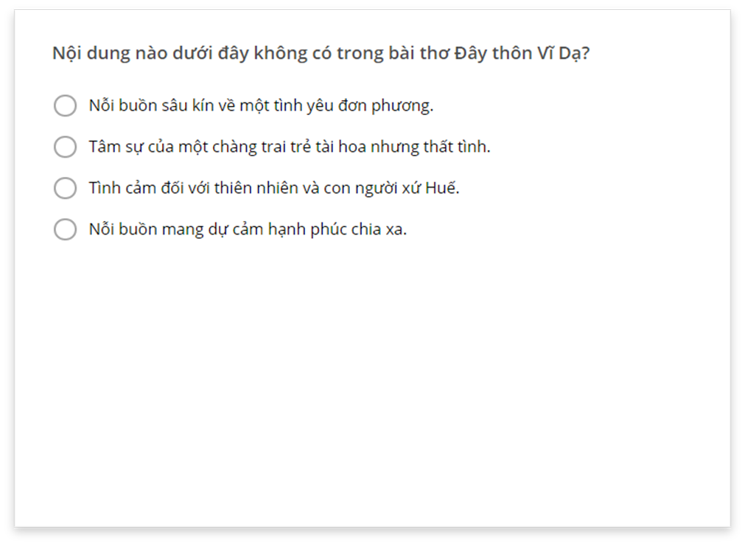 Nội dung nào dưới đây không có trong bài thơ Đây thôn Vĩ Dạ?
Nỗi buồn sâu kín về một tình yêu đơn phương.
Tâm sự của một chàng trai trẻ tài hoa nhưng thất tình.
Tình cảm đối với thiên nhiên và con người xứ Huế.
Nỗi buồn mang dự cảm hạnh phúc chia xa.